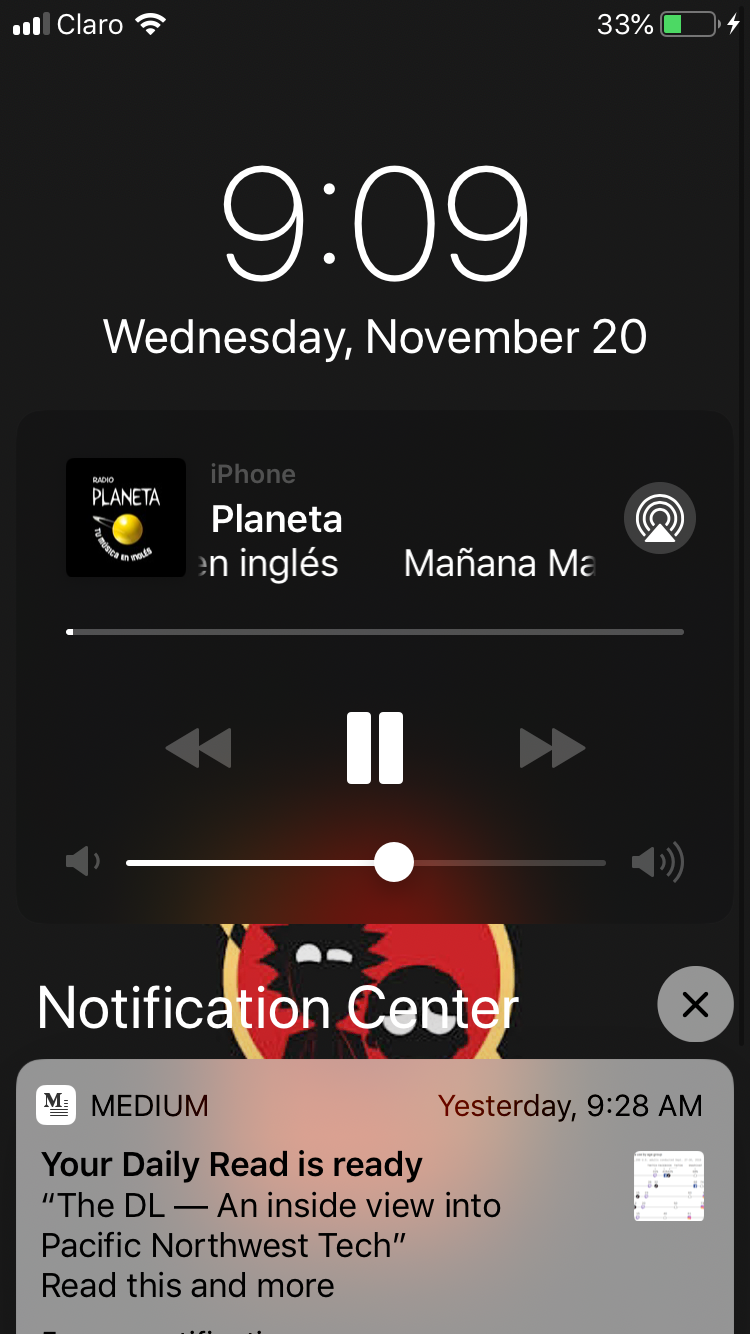 Claro
33%
9:09
Wednesday, November 20
RADIO
PLANETA
TU MÚSICA EN INGLÉS
iPhone
Planeta
en inglés Mañana Ma
Notification Center
MEDIUM
Yesterday, 9:28 AM
Your Daily Read is ready
“The DL — An inside view into
Pacific Northwest Tech”
Read this and more